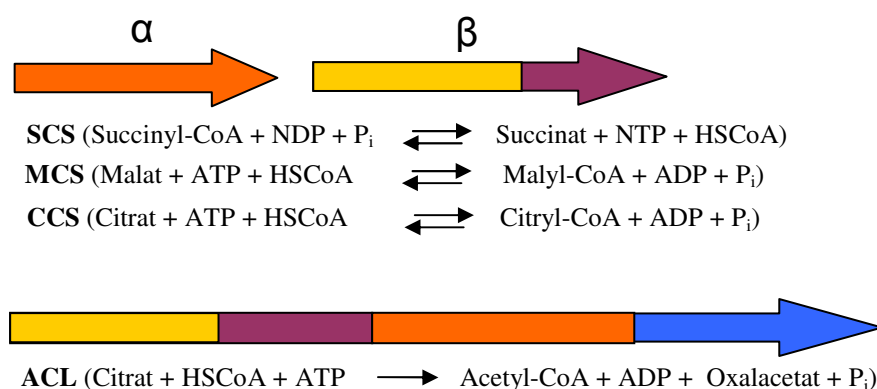 α β
SCS (Succinyl-CoA + NDP + Pᵢ ⇌ Succinat + NTP + HSCoA)
MCS (Malat + ATP + HSCoA ⇌ Malyl-CoA + ADP + Pᵢ)
CCS (Citrat + ATP + HSCoA ⇌ Citryl-CoA + ADP + Pᵢ)
ACL (Citrat + HSCoA + ATP → Acetyl-CoA + ADP + Oxalacetat + Pᵢ)